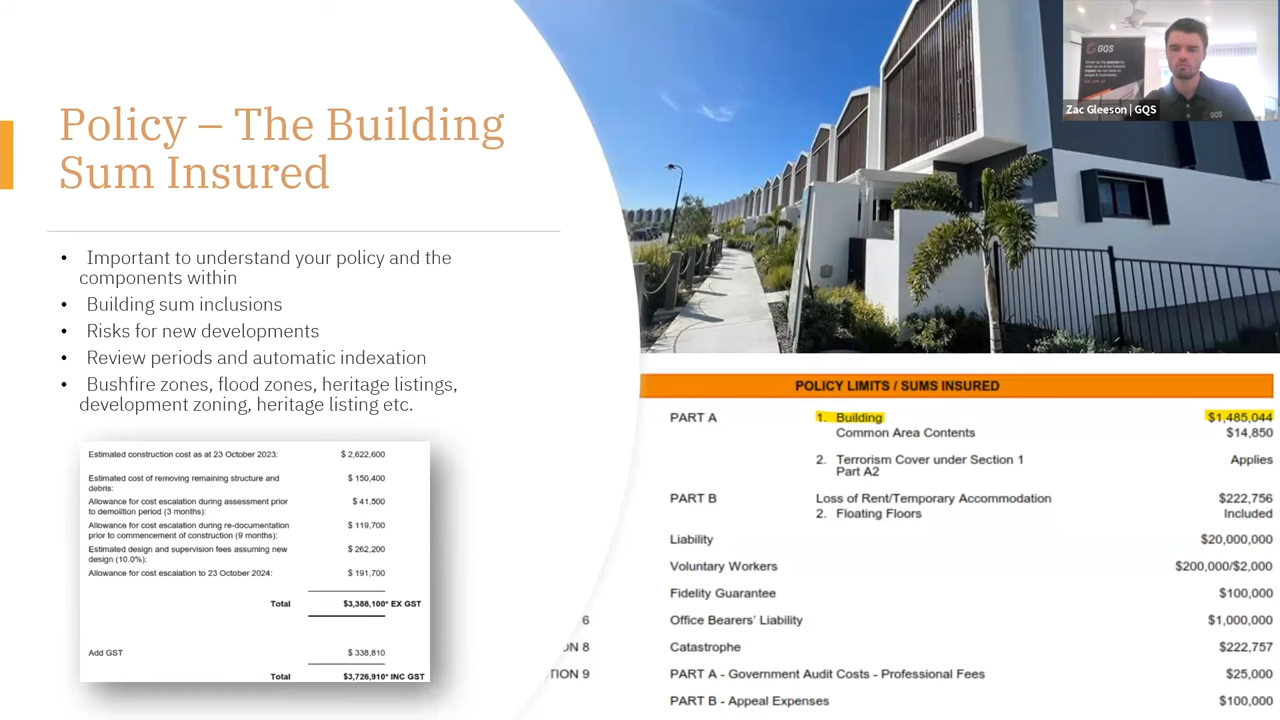 Policy – The Building
Sum Insured
• Important to understand your policy and the
components within
• Building sum inclusions
• Risks for new developments
• Review periods and automatic indexation
• Bushfire zones, flood zones, heritage listings,
development zoning, heritage listing etc.
Estimated construction cost as at 23 October 2023: $ 2,622,600
Estimated cost of removing remaining structure and $ 150,400
debris:
Allowance for cost escalation during assessment prior $ 41,500
to demolition period (3 months):
Allowance for cost escalation during re-documentation $ 119,700
prior to commencement of construction (9 months):
Estimated design and supervision fees assuming new $ 262,200
design (10.0%):
Allowance for cost escalation to 23 October 2024: $ 191,700
Total $3,388,100* EX GST
Add GST $ 338,810
Total $3,726,910* INC GST
GQS
Zac Gleeson | GQS
GQS
POLICY LIMITS / SUMS INSURED
PART A 1. Building $1,485,044
Common Area Contents $14,850
2. Terrorism Cover under Section 1 Applies
Part A2
PART B Loss of Rent/Temporary Accommodation $222,756
2. Floating Floors Included
Liability $20,000,000
Voluntary Workers $200,000/$2,000
Fidelity Guarantee $100,000
6 Office Bearers' Liability $1,000,000
ON 8 Catastrophe $222,757
TION 9 PART A - Government Audit Costs - Professional Fees $25,000
PART B - Appeal Expenses $100,000